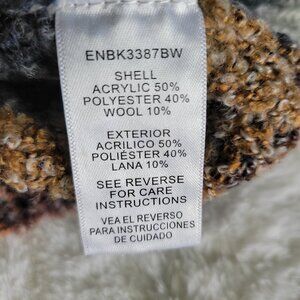 ENBK3387BW
SHELL
ACRYLIC 50%
POLYESTER 40%
WOOL 10%
EXTERIOR
ACRILICO 50%
POLIÉSTER 40%
LANA 10%
SEE REVERSE
FOR CARE
INSTRUCTIONS
VEA EL REVERSO
PARA INSTRUCCIONES
DE CUIDADO